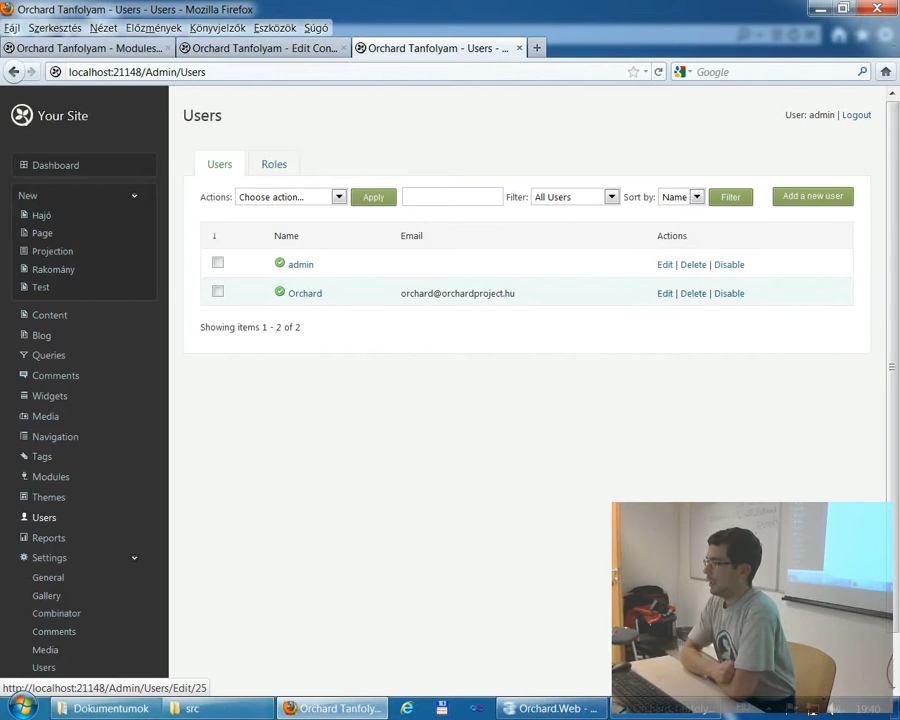 Orchard Tanfolyam - Users - Users - Mozilla Firefox
Fájl Szerkesztés Nézet Előzmények Könyvjelzők Eszközök Súgó
Orchard Tanfolyam - Modules... Orchard Tanfolyam - Edit Con... Orchard Tanfolyam - Users - ...
localhost:21148/Admin/Users
Google
Your Site
Users
User: admin | Logout
Dashboard
New
Hajó
Page
Projection
Rakomány
Test
Content
Blog
Queries
Comments
Widgets
Media
Navigation
Tags
Modules
Themes
Users
Reports
Settings
General
Gallery
Combinator
Comments
Media
Users
Users Roles
Actions: Choose action... Apply Filter: All Users Sort by: Name Filter Add a new user
↓ Name Email Actions
admin Edit | Delete | Disable
Orchard orchard@orchardproject.hu Edit | Delete | Disable
Showing items 1 - 2 of 2
http://localhost:21148/Admin/Users/Edit/25
Dokumentumok src Orchard Tanfoly... Orchard.Web - ... HU 19:40